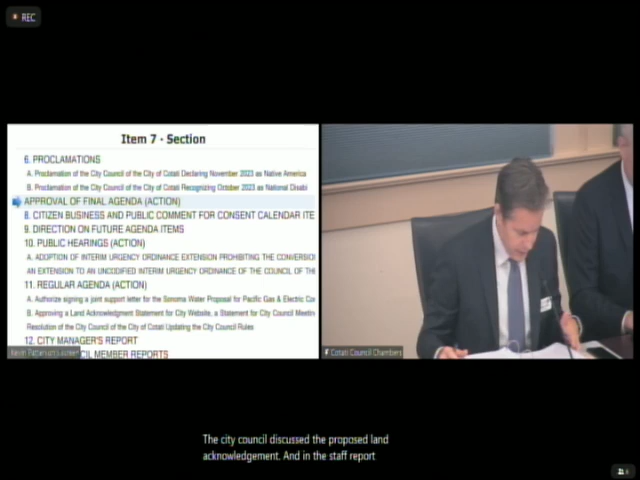 REC
Item 7 - Section
6. PROCLAMATIONS
A. Proclamation of the City Council of the City of Cotati Declaring November 2023 as Native America
B. Proclamation of the City Council of the City of Cotati Recognizing October 2023 as National Disabi
APPROVAL OF FINAL AGENDA (ACTION)
8. CITIZEN BUSINESS AND PUBLIC COMMENT FOR CONSENT CALENDAR ITE
9. DIRECTION ON FUTURE AGENDA ITEMS
10. PUBLIC HEARINGS (ACTION)
A. ADOPTION OF INTERIM URGENCY ORDINANCE EXTENSION PROHIBITING THE CONVERSION
AN EXTENSION TO AN UNCODIFIED INTERIM URGENCY ORDINANCE OF THE COUNCIL OF TH
11. REGULAR AGENDA (ACTION)
A. Authorize signing a joint support letter for the Sonoma Water Proposal for Pacific Gas & Electric Co
B. Approving a Land Acknowledgment Statement for City Website, a Statement for City Council Meetin
Resolution of the City Council of the City of Cotati Updating the City Council Rules
12. CITY MANAGER'S REPORT
CIL MEMBER REPORTS
Cotati Council Chambers
The city council discussed the proposed land
acknowledgement. And in the staff report